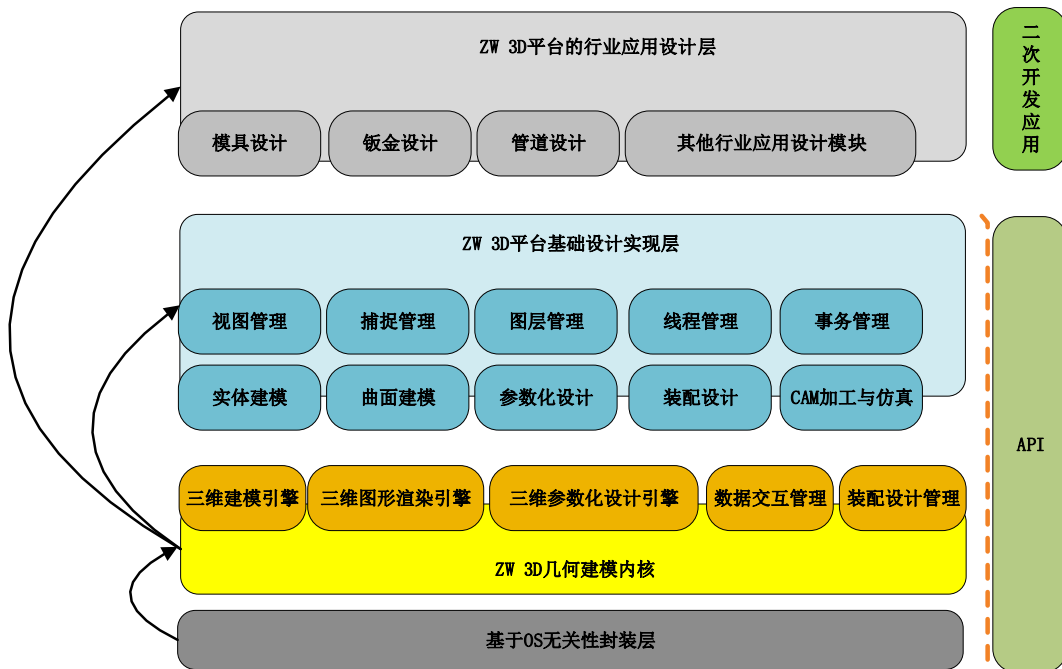 ZW 3D平台的行业应用设计层
模具设计
钣金设计
管道设计
其他行业应用设计模块
二次开发应用
ZW 3D平台基础设计实现层
视图管理
捕捉管理
图层管理
线程管理
事务管理
实体建模
曲面建模
参数化设计
装配设计
CAM加工与仿真
API
三维建模引擎
三维图形渲染引擎
三维参数化设计引擎
数据交互管理
装配设计管理
ZW 3D几何建模内核
基于OS无关性封装层